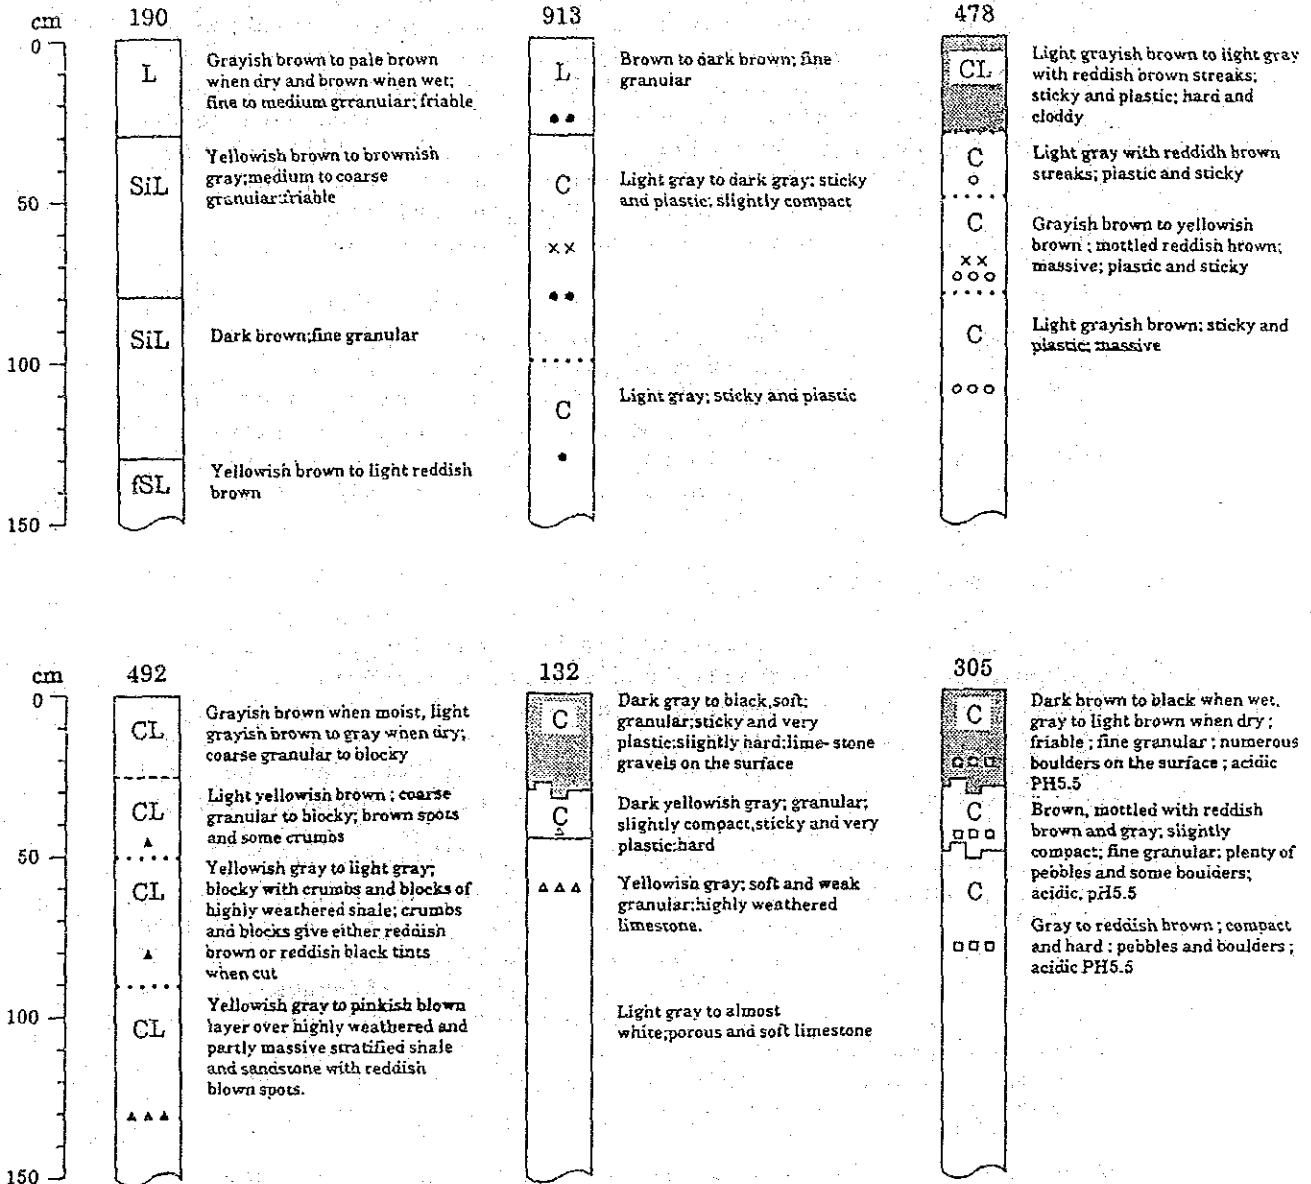 cm
0
50
100
150
190
L
Grayish brown to pale brown
when dry and brown when wet;
fine to medium grranular; friable
SiL
Yellowish brown to brownish
gray;medium to coarse
granular:friable
SiL
Dark brown;fine granular
fSL
Yellowish brown to light reddish
brown
913
L
Brown to dark brown; fine
granular
C
Light gray to dark gray; sticky
and plastic; slightly compact
C
Light gray; sticky and plastic
478
CL
Light grayish brown to light gray
with reddish brown streaks;
sticky and plastic; hard and
cloddy
C
Light gray with reddidh brown
streaks; plastic and sticky
C
Grayish brown to yellowish
brown ; mottled reddish brown;
massive; plastic and sticky
C
Light grayish brown; sticky and
plastic; massive
cm
0
50
100
150
492
CL
Grayish brown when moist, light
grayish brown to gray when dry;
coarse granular to blocky
CL
Light yellowish brown ; coarse
granular to blocky; brown spots
and some crumbs
CL
Yellowish gray to light gray;
blocky with crumbs and blocks of
highly weathered shale; crumbs
and blocks give either reddish
brown or reddish black tints
when cut
CL
Yellowish gray to pinkish blown
layer over highly weathered and
partly massive stratified shale
and sandstone with reddish
blown spots.
132
C
Dark gray to black,soft;
granular;sticky and very
plastic;slightly hard;lime-stone
gravels on the surface
C
Dark yellowish gray; granular;
slightly compact,sticky and very
plastic;hard
Yellowish gray; soft and weak
granular;highly weathered
limestone.
Light gray to almost
white;porous and soft limestone
305
C
Dark brown to black when wet,
gray to light brown when dry ;
friable ; fine granular ; numerous
boulders on the surface ; acidic
PH5.5
C
Brown, mottled with reddish
brown and gray; slightly
compact; fine granular; plenty of
pebbles and some boulders;
acidic, pH5.5
C
Gray to reddish brown ; compact
and hard ; pebbles and boulders ;
acidic PH5.5